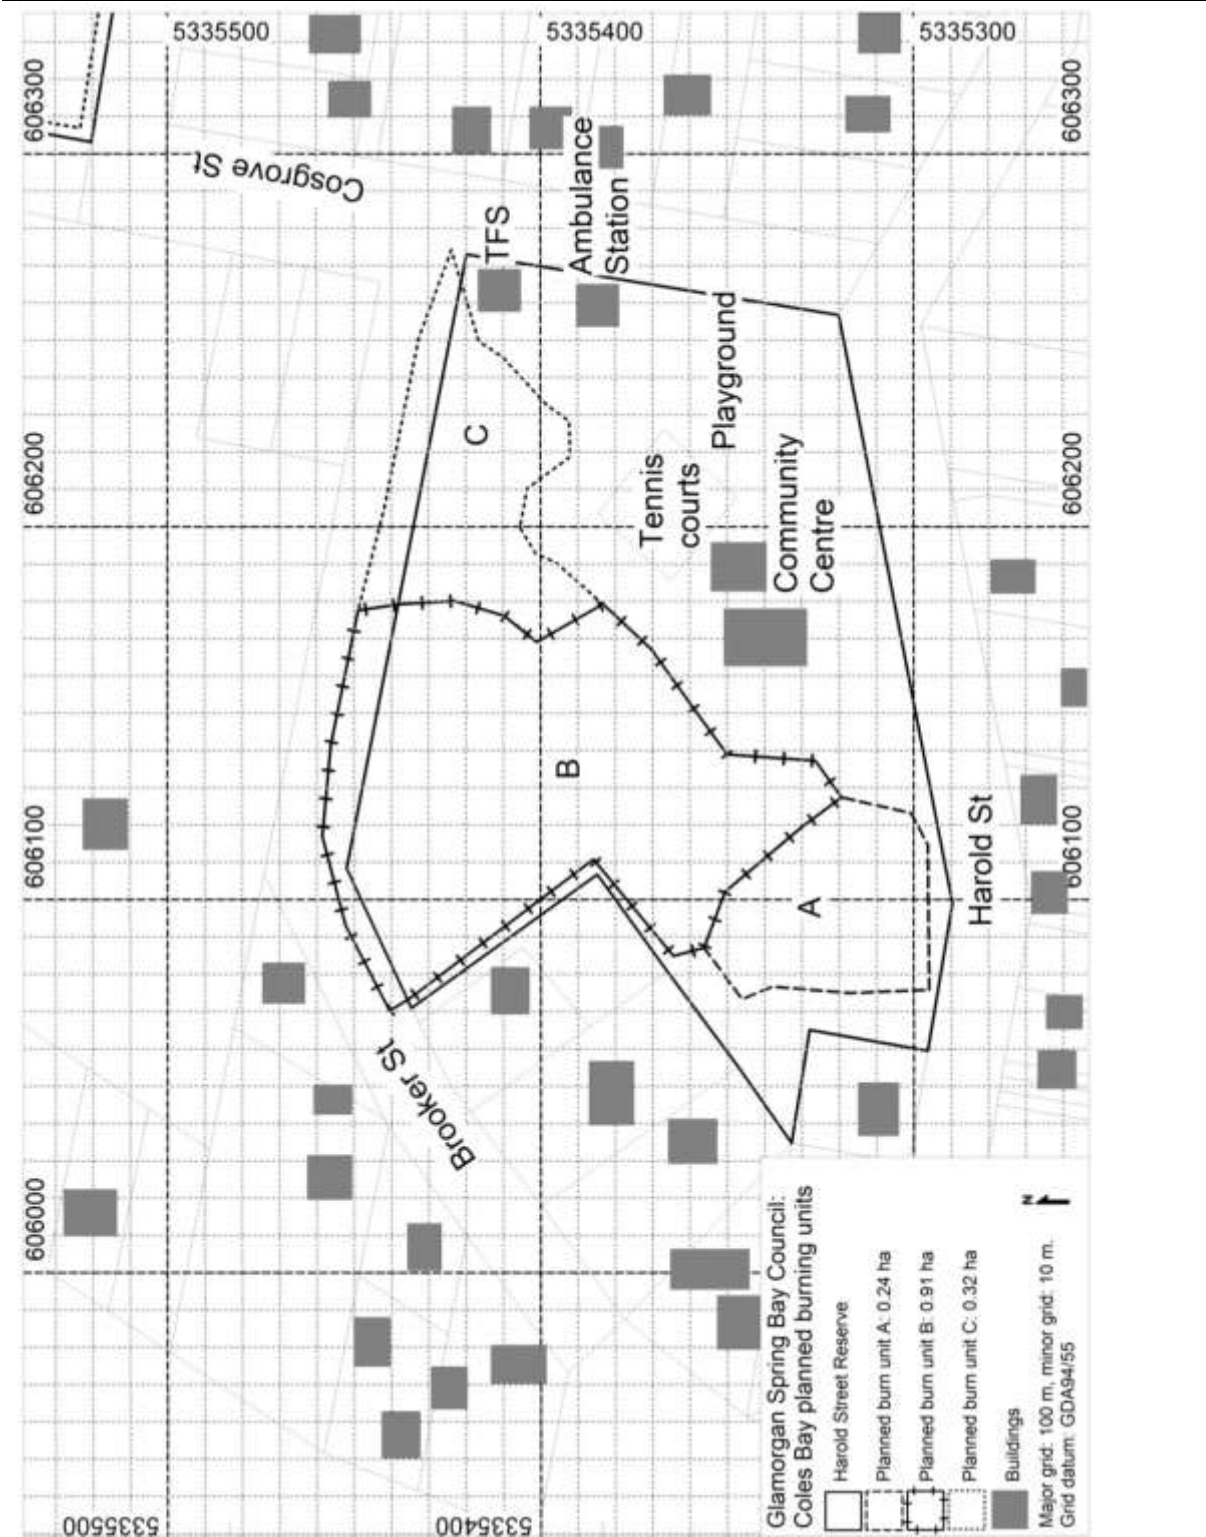 5335500
5335400
5335300
606300
606300
Cosgrove St
TFS
Ambulance
Station
Playground
C
606200
606200
Tennis
courts
Community
Centre
B
606100
606100
A
Harold St
Brooker St
606000
5335500
5335400
Glamorgan Spring Bay Council:
Coles Bay planned burning units
Harold Street Reserve
Planned burn unit A: 0.24 ha
Planned burn unit B: 0.91 ha
Planned burn unit C: 0.32 ha
Buildings
Major grid: 100 m, minor grid: 10 m.
Grid datum: GDA94/55
N